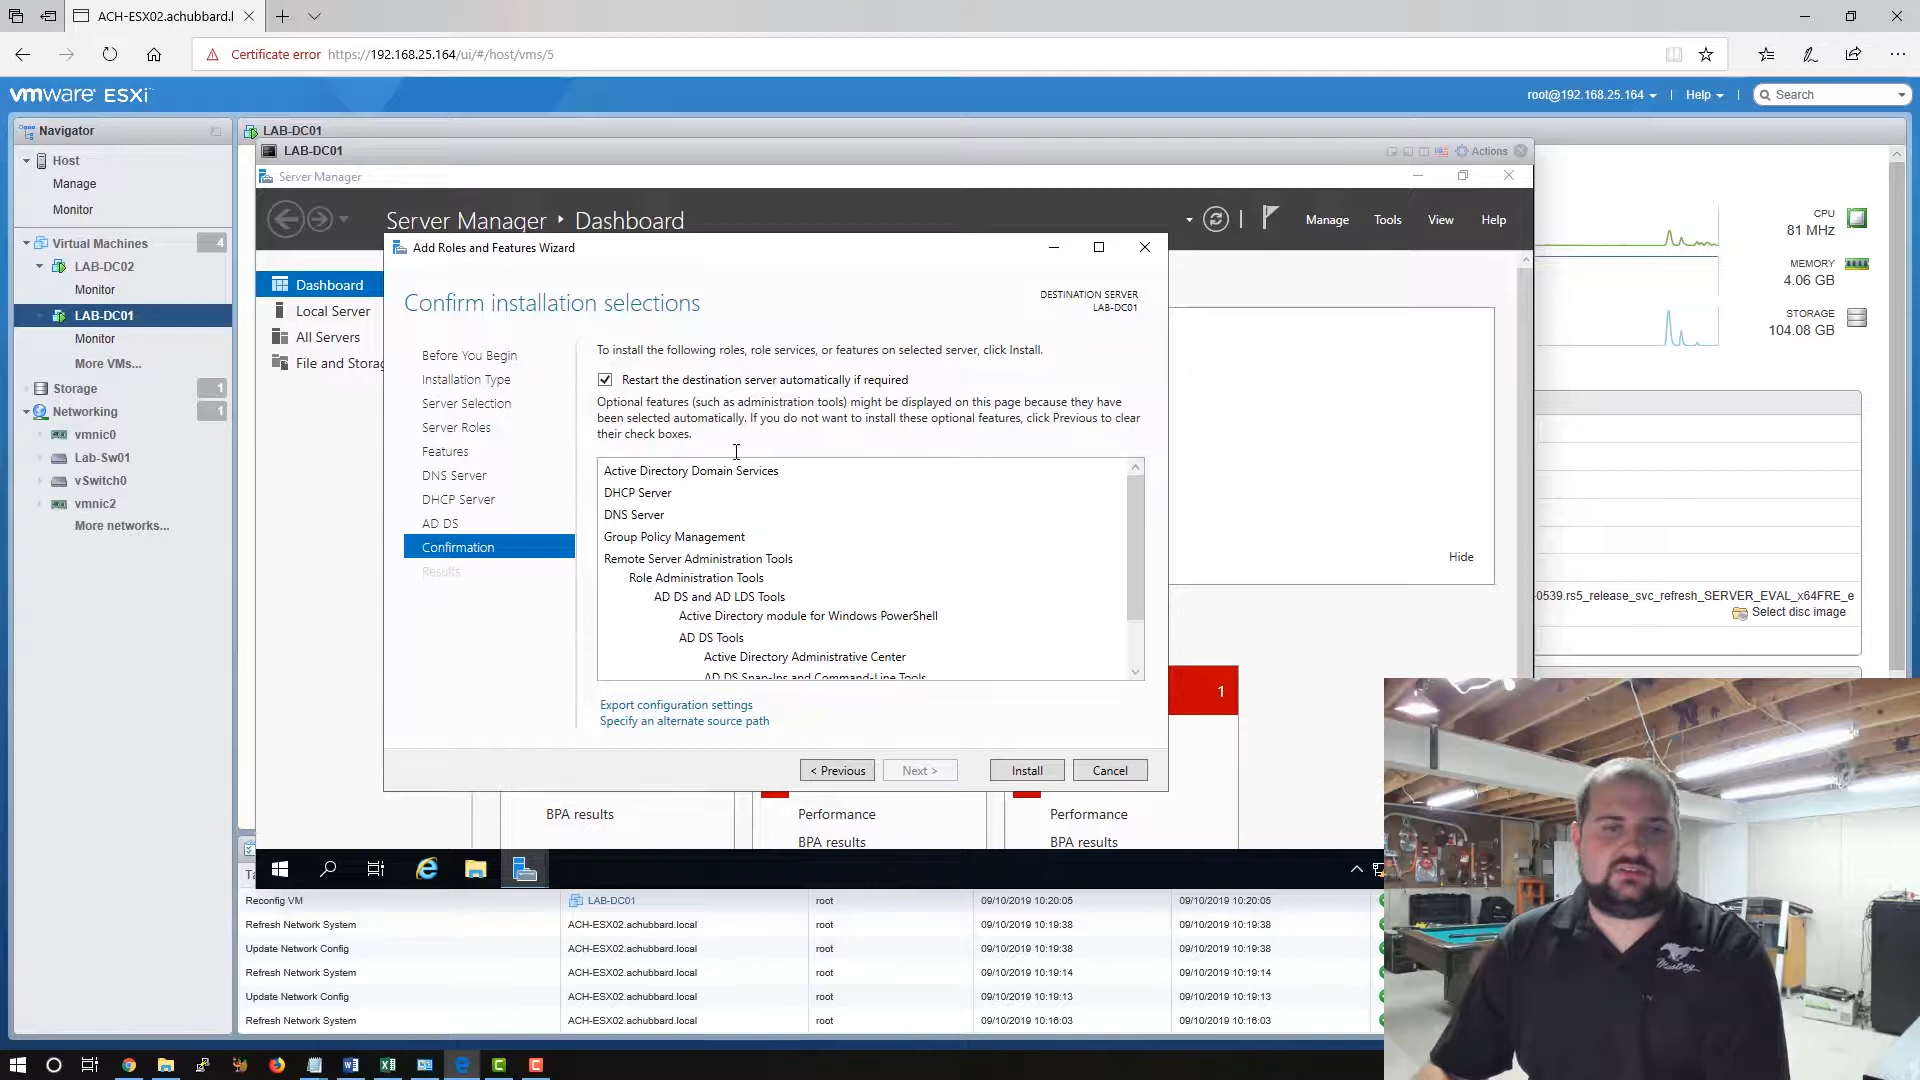 ACH-ESX02.achubbard.l
Certificate error https://192.168.25.164/ui/#/host/vms/5
vmware ESXi
root@192.168.25.164
Help
Search
Navigator
Host
Manage
Monitor
Virtual Machines 4
LAB-DC02
Monitor
LAB-DC01
Monitor
More VMs...
Storage 1
Networking 1
vmnic0
Lab-Sw01
vSwitch0
vmnic2
More networks...
LAB-DC01
LAB-DC01
Actions
Server Manager
Server Manager Dashboard
Manage Tools View Help
Dashboard
Local Server
All Servers
File and Storag
Add Roles and Features Wizard
Confirm installation selections
DESTINATION SERVER
LAB-DC01
Before You Begin
Installation Type
Server Selection
Server Roles
Features
DNS Server
DHCP Server
AD DS
Confirmation
Results
To install the following roles, role services, or features on selected server, click Install.
Restart the destination server automatically if required
Optional features (such as administration tools) might be displayed on this page because they have
been selected automatically. If you do not want to install these optional features, click Previous to clear
their check boxes.
Active Directory Domain Services
DHCP Server
DNS Server
Group Policy Management
Remote Server Administration Tools
Role Administration Tools
AD DS and AD LDS Tools
Active Directory module for Windows PowerShell
AD DS Tools
Active Directory Administrative Center
AD DS Snap-Ins and Command-Line Tools
Export configuration settings
Specify an alternate source path
< Previous
Next >
Install
Cancel
Hide
1
BPA results
Performance
BPA results
Performance
BPA results
CPU
81 MHz
MEMORY
4.06 GB
STORAGE
104.08 GB
0539.rs5_release_svc_refresh_SERVER_EVAL_x64FRE_e
Select disc image
Ta
Reconfig VM LAB-DC01 root 09/10/2019 10:20:05 09/10/2019 10:20:05
Refresh Network System ACH-ESX02.achubbard.local root 09/10/2019 10:19:38 09/10/2019 10:19:38
Update Network Config ACH-ESX02.achubbard.local root 09/10/2019 10:19:38 09/10/2019 10:19:38
Refresh Network System ACH-ESX02.achubbard.local root 09/10/2019 10:19:14 09/10/2019 10:19:14
Update Network Config ACH-ESX02.achubbard.local root 09/10/2019 10:19:13 09/10/2019 10:19:13
Refresh Network System ACH-ESX02.achubbard.local root 09/10/2019 10:16:03 09/10/2019 10:16:03
Mustang